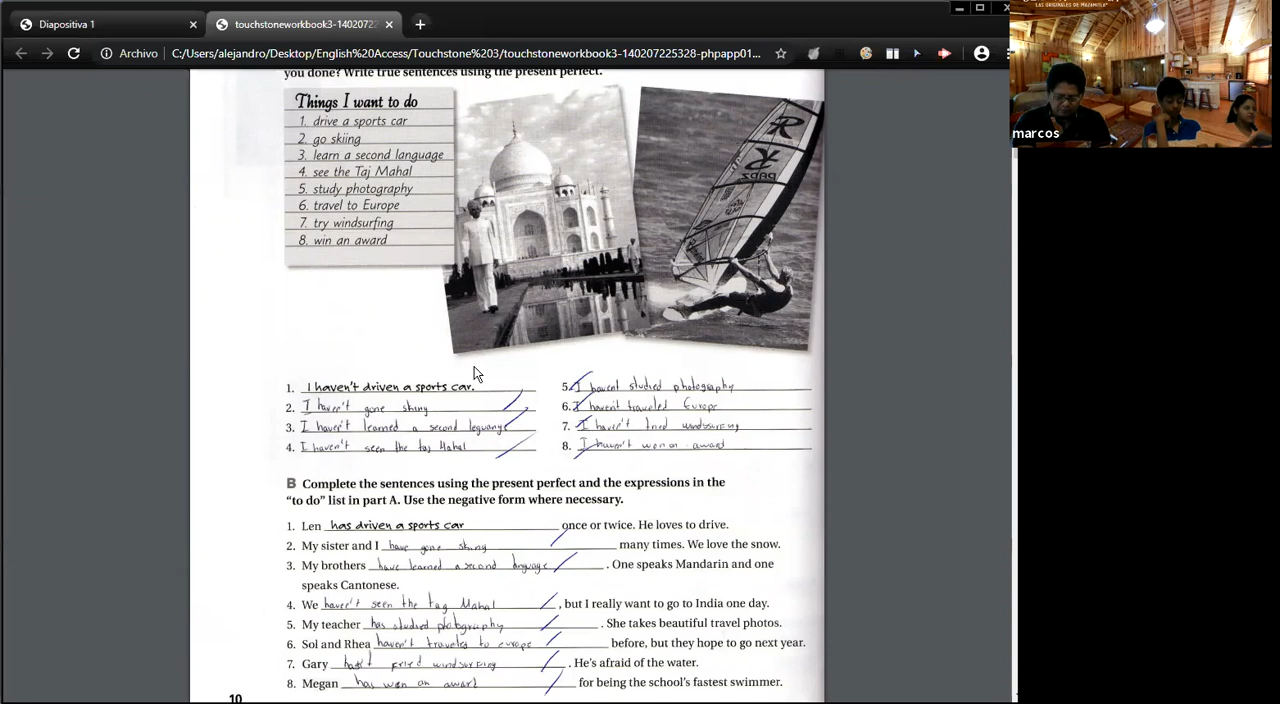 Diapositiva 1
touchstoneworkbook3-1402072
Archivo
C:/Users/alejandro/Desktop/English%20Access/Touchstone%203/touchstoneworkbook3-140207225328-phpapp01...
LAS ORIGINALES DE MAZAMITLA
marcos
you done? Write true sentences using the present perfect.
Things I want to do
1. drive a sports car
2. go skiing
3. learn a second language
4. see the Taj Mahal
5. study photography
6. travel to Europe
7. try windsurfing
8. win an award
1. I haven't driven a sports car.
2. I haven't gone skiing
3. I haven't learned a second leguange
4. I haven't seen the taj Mahal
5. I havent studied photography
6. I haven't traveled Europe
7. I haven't tried windsurfing
8. I haven't won an award
B Complete the sentences using the present perfect and the expressions in the
"to do" list in part A. Use the negative form where necessary.
1. Len has driven a sports car once or twice. He loves to drive.
2. My sister and I have gone skiing many times. We love the snow.
3. My brothers have learned a second language. One speaks Mandarin and one
speaks Cantonese.
4. We haven't seen the tag Mahal, but I really want to go to India one day.
5. My teacher has studied photography. She takes beautiful travel photos.
6. Sol and Rhea haven't traveles to europe before, but they hope to go next year.
7. Gary tried windsurfing. He's afraid of the water.
8. Megan has won an award for being the school's fastest swimmer.
10